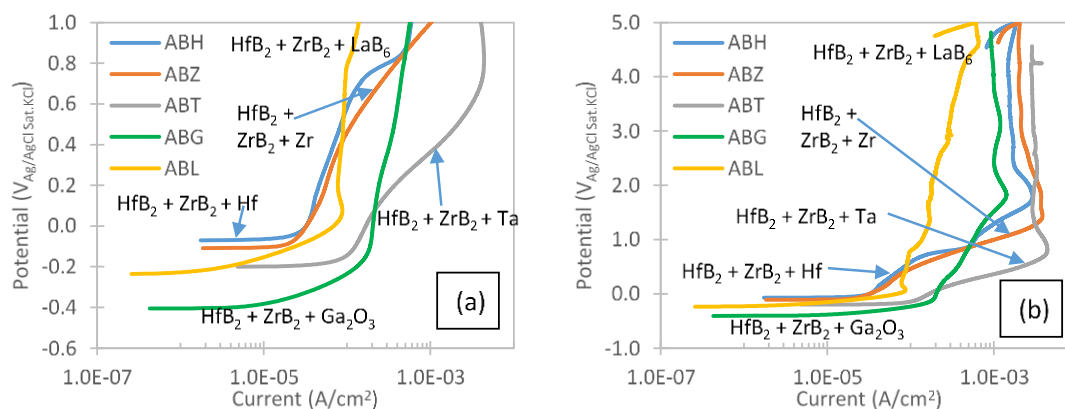 1.0
0.8
0.6
0.4
0.2
0.0
-0.2
-0.4
-0.6
Potential (V Ag/AgCl Sat.KCl)
ABH
ABZ
ABT
ABG
ABL
HfB2 + ZrB2 + LaB6
HfB2 +
ZrB2 + Zr
HfB2 + ZrB2 + Hf
HfB2 + ZrB2 + Ta
HfB2 + ZrB2 + Ga2O3
(a)
1.0E-07
1.0E-05
1.0E-03
Current (A/cm2)
5.0
4.0
3.0
2.0
1.0
0.0
-1.0
Potential (V Ag/AgCl Sat.KCl)
ABH
ABZ
ABT
ABG
ABL
HfB2 + ZrB2 + LaB6
HfB2 +
ZrB2 + Zr
HfB2 + ZrB2 + Ta
HfB2 + ZrB2 + Hf
HfB2 + ZrB2 + Ga2O3
(b)
1.0E-07
1.0E-05
1.0E-03
Current (A/cm2)